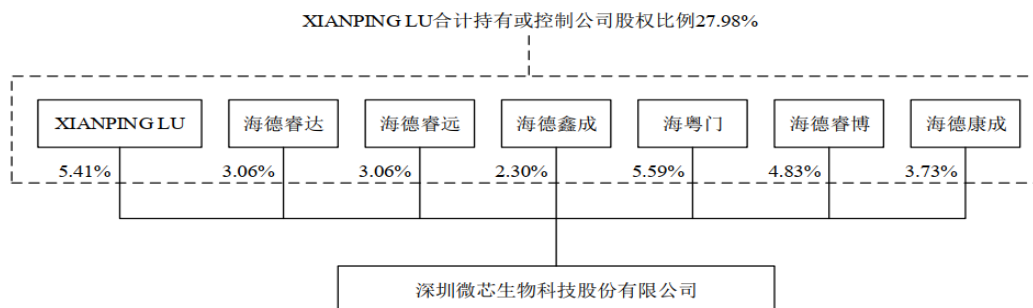 XIANPING LU合计持有或控制公司股权比例27.98%
XIANPING LU 海德睿达 海德睿远 海德鑫成 海粤门 海德睿博 海德康成
5.41% 3.06% 3.06% 2.30% 5.59% 4.83% 3.73%
深圳微芯生物科技股份有限公司